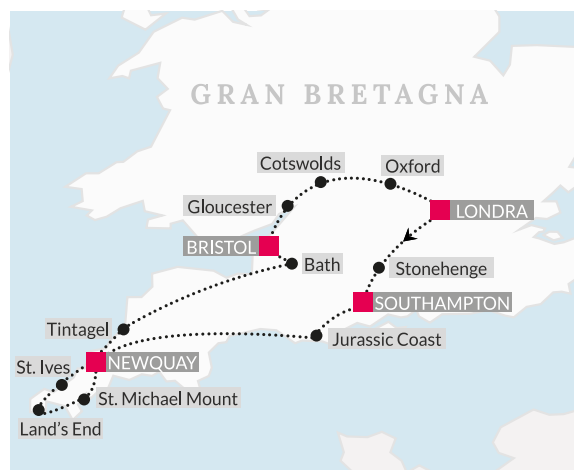 GRAN BRETAGNA
Cotswolds
Oxford
Gloucester
LONDRA
BRISTOL
Bath
Stonehenge
SOUTHAMPTON
Tintagel
Jurassic Coast
NEWQUAY
St. Ives
St. Michael Mount
Land's End